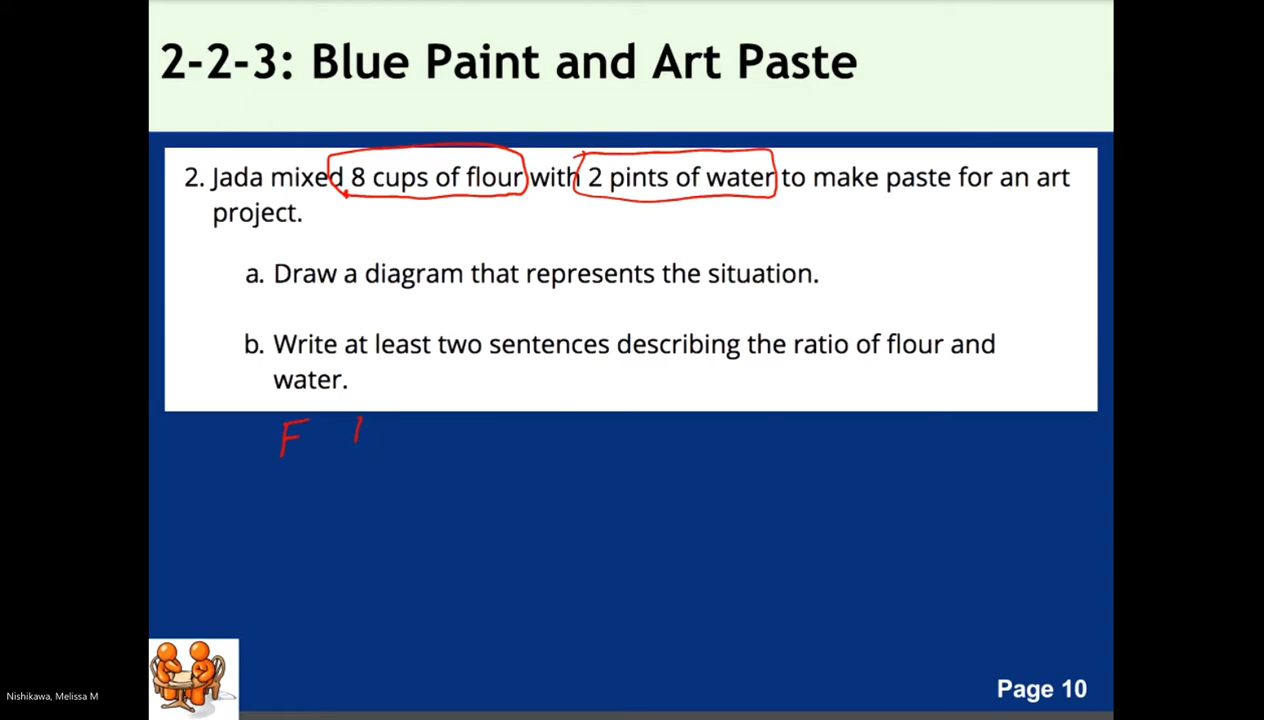 2-2-3: Blue Paint and Art Paste
2. Jada mixed 8 cups of flour with 2 pints of water to make paste for an art
project.
a. Draw a diagram that represents the situation.
b. Write at least two sentences describing the ratio of flour and
water.
F
Nishikawa, Melissa M
Page 10